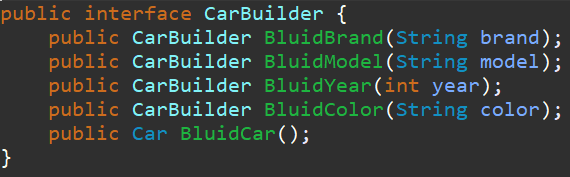 public interface CarBuilder {
    public CarBuilder BluidBrand(String brand);
    public CarBuilder BluidModel(String model);
    public CarBuilder BluidYear(int year);
    public CarBuilder BluidColor(String color);
    public Car BluidCar();
}